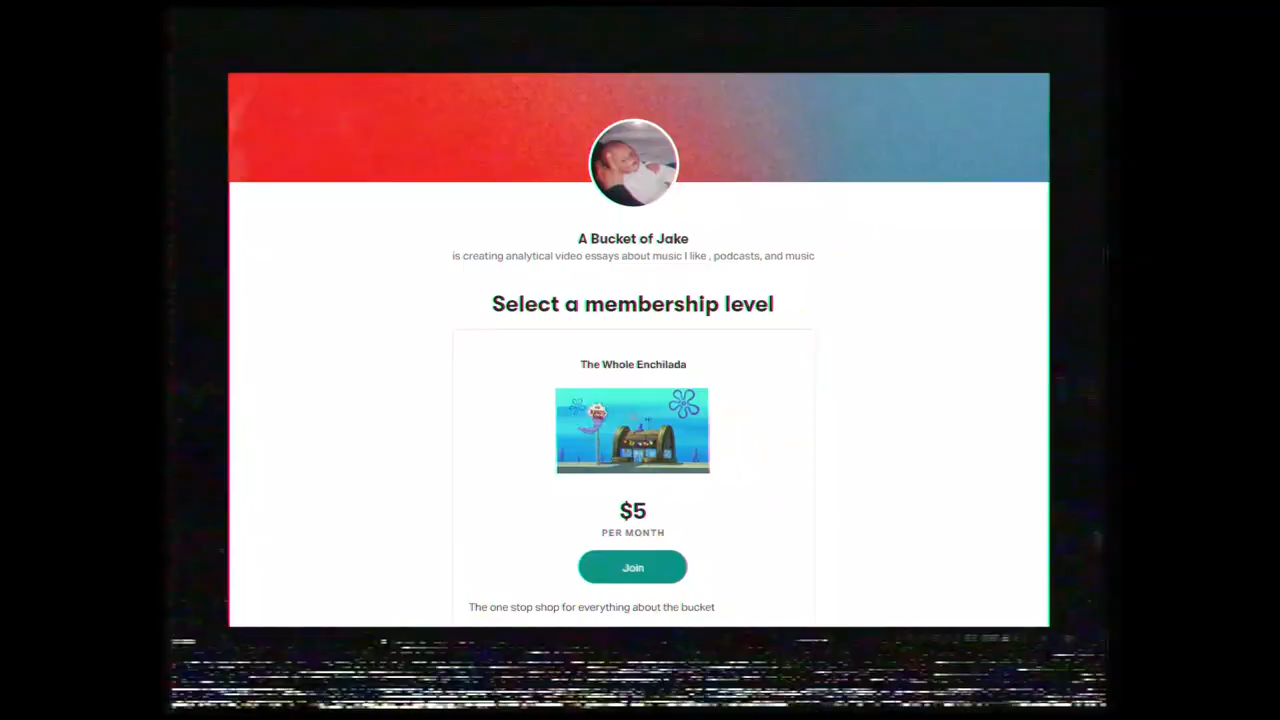 A Bucket of Jake
is creating analytical video essays about music I like , podcasts, and music
Select a membership level
The Whole Enchilada
$5
PER MONTH
Join
The one stop shop for everything about the bucket